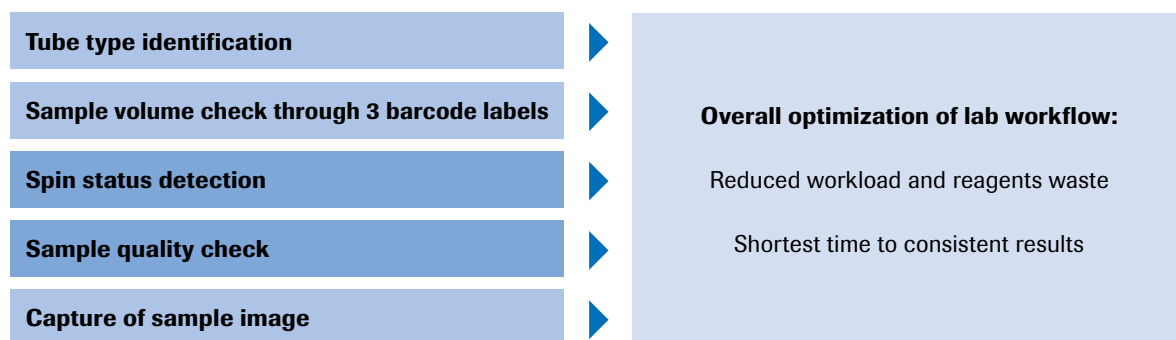 Tube type identification
Sample volume check through 3 barcode labels
Spin status detection
Sample quality check
Capture of sample image
Overall optimization of lab workflow:
Reduced workload and reagents waste
Shortest time to consistent results